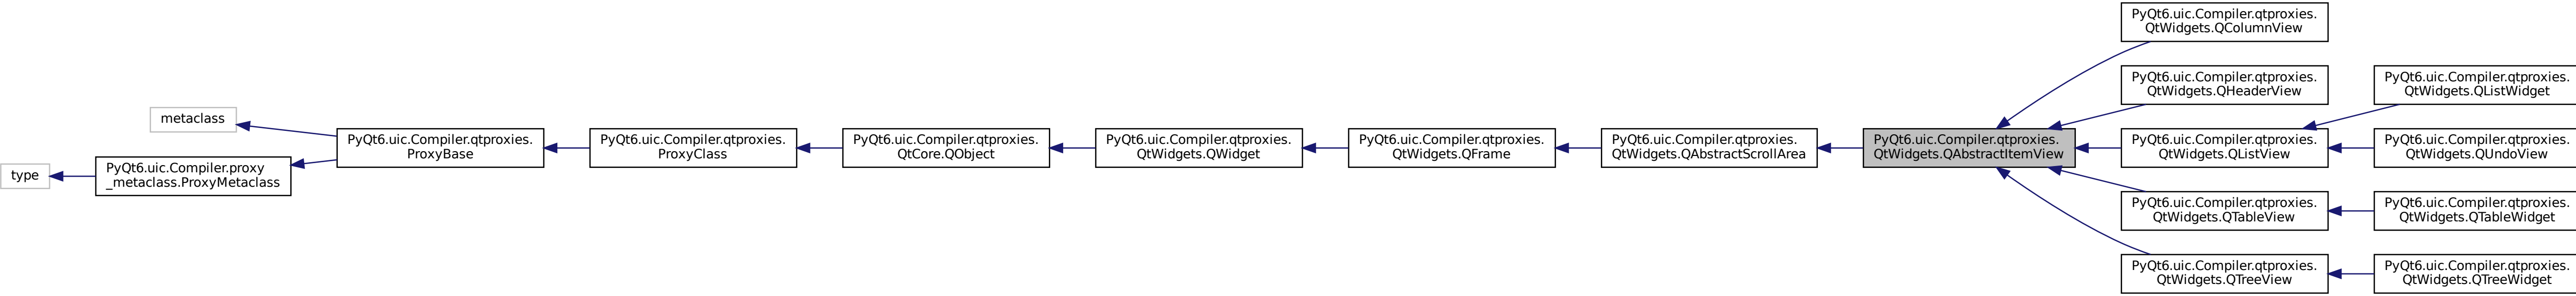 type
metaclass
PyQt6.uic.Compiler.proxy
_metaclass.ProxyMetaclass
PyQt6.uic.Compiler.qtproxies.
ProxyBase
PyQt6.uic.Compiler.qtproxies.
ProxyClass
PyQt6.uic.Compiler.qtproxies.
QtCore.QObject
PyQt6.uic.Compiler.qtproxies.
QtWidgets.QWidget
PyQt6.uic.Compiler.qtproxies.
QtWidgets.QFrame
PyQt6.uic.Compiler.qtproxies.
QtWidgets.QAbstractScrollArea
PyQt6.uic.Compiler.qtproxies.
QtWidgets.QAbstractItemView
PyQt6.uic.Compiler.qtproxies.
QtWidgets.QColumnView
PyQt6.uic.Compiler.qtproxies.
QtWidgets.QHeaderView
PyQt6.uic.Compiler.qtproxies.
QtWidgets.QListView
PyQt6.uic.Compiler.qtproxies.
QtWidgets.QTableView
PyQt6.uic.Compiler.qtproxies.
QtWidgets.QTreeView
PyQt6.uic.Compiler.qtproxies.
QtWidgets.QListWidget
PyQt6.uic.Compiler.qtproxies.
QtWidgets.QUndoView
PyQt6.uic.Compiler.qtproxies.
QtWidgets.QTableWidget
PyQt6.uic.Compiler.qtproxies.
QtWidgets.QTreeWidget